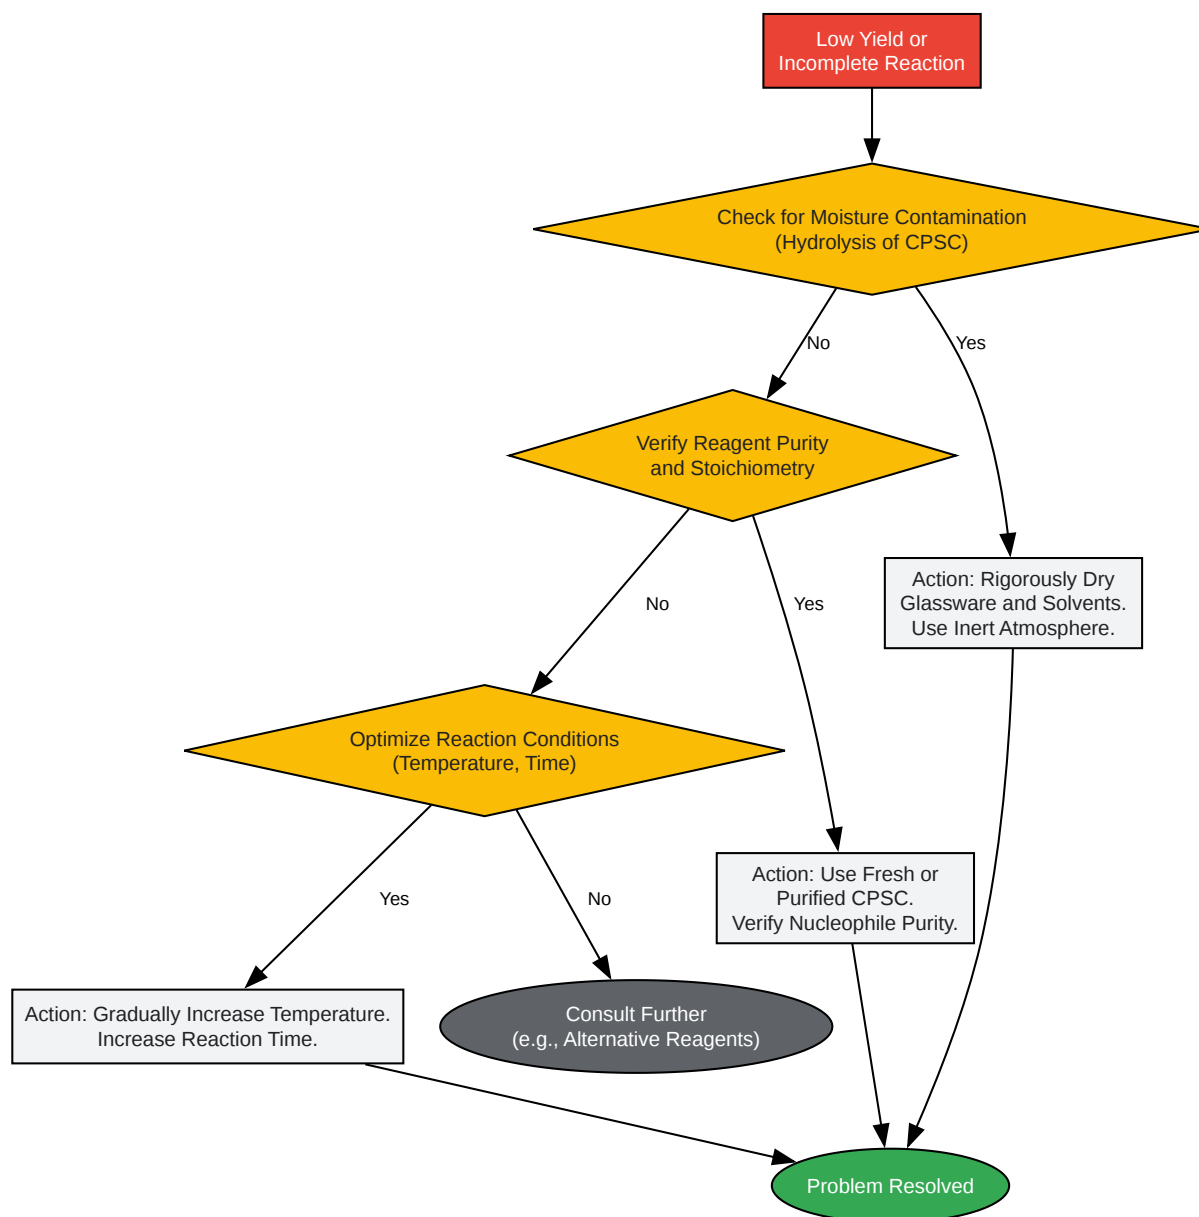 Low Yield or
Incomplete Reaction
Check for Moisture Contamination
(Hydrolysis of CPSC)
No
Yes
Verify Reagent Purity
and Stoichiometry
Action: Rigorously Dry
Glassware and Solvents.
Use Inert Atmosphere.
No
Yes
Optimize Reaction Conditions
(Temperature, Time)
Action: Use Fresh or
Purified CPSC.
Verify Nucleophile Purity.
Yes
No
Action: Gradually Increase Temperature.
Increase Reaction Time.
Consult Further
(e.g., Alternative Reagents)
Problem Resolved